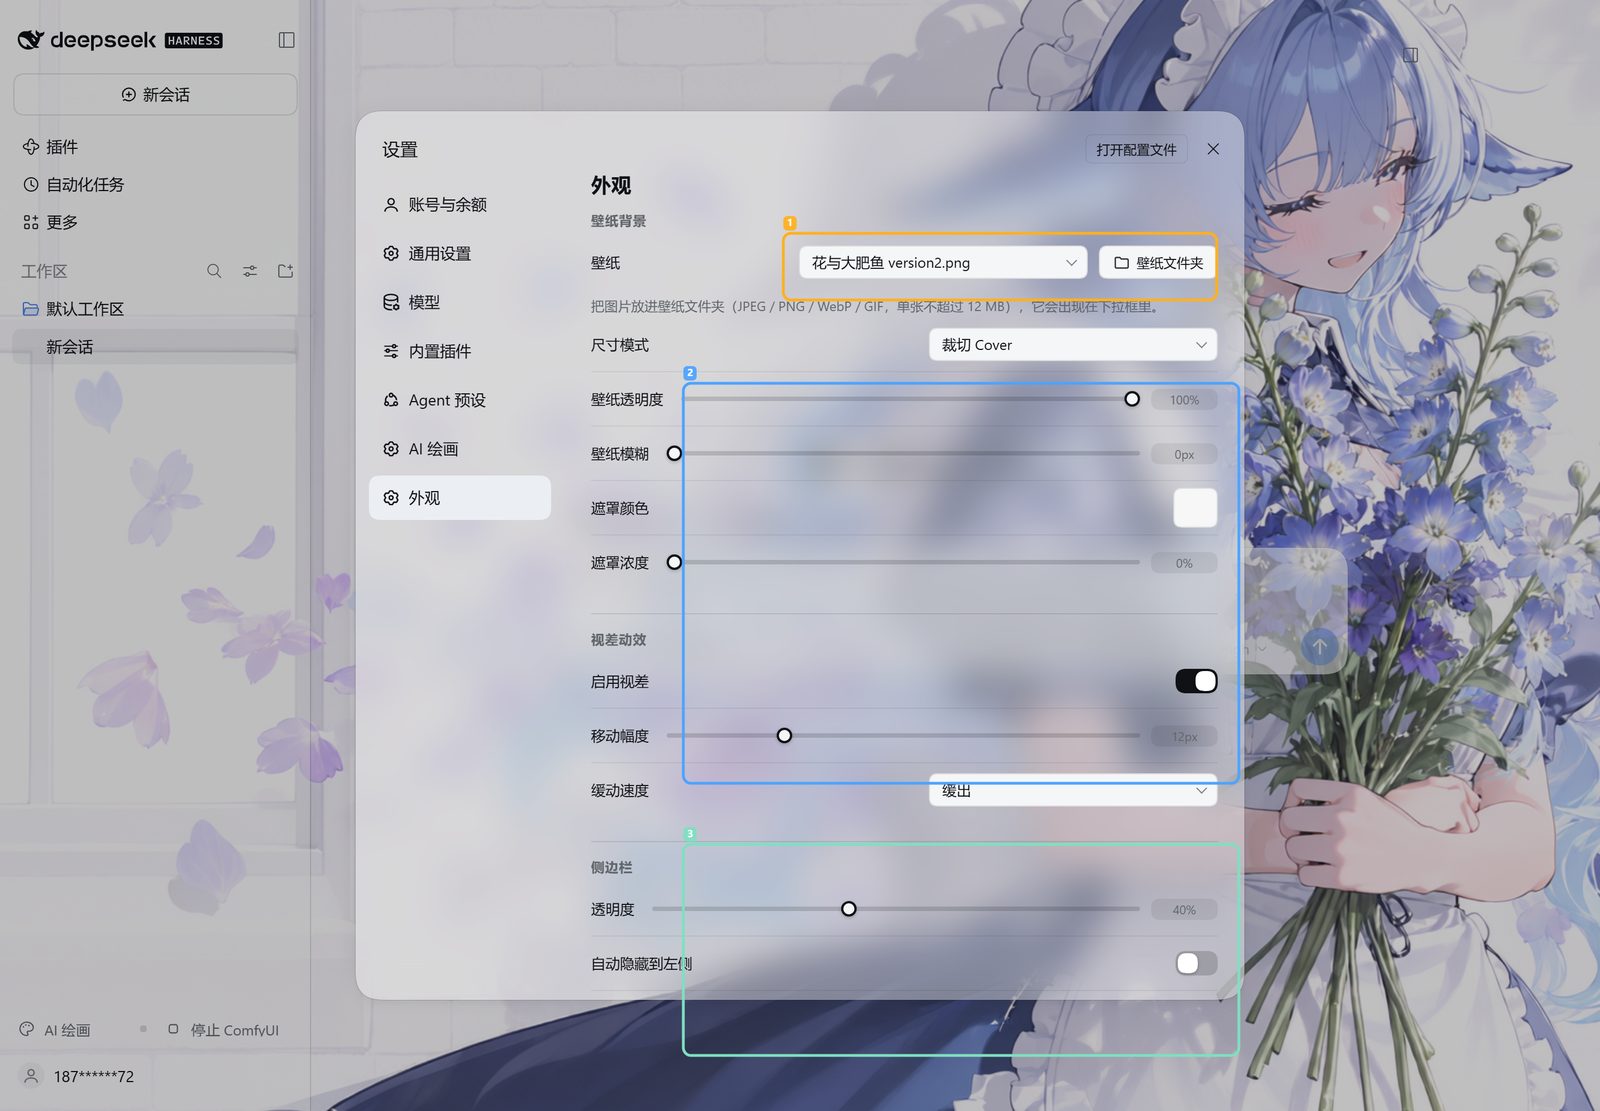 deepseek HARNESS
新会话
插件
自动化任务
更多
工作区
默认工作区
新会话
AI 绘画
停止 ComfyUI
187******72
设置
打开配置文件
账号与余额
通用设置
模型
内置插件
Agent 预设
AI 绘画
外观
外观
壁纸背景
1
壁纸
花与大肥鱼 version2.png
壁纸文件夹
把图片放进壁纸文件夹（JPEG / PNG / WebP / GIF，单张不超过 12 MB），它会出现在下拉框里。
尺寸模式
裁切 Cover
2
壁纸透明度
100%
壁纸模糊
0px
遮罩颜色
遮罩浓度
0%
视差动效
启用视差
移动幅度
12px
缓动速度
缓出
3
侧边栏
透明度
40%
自动隐藏到左侧